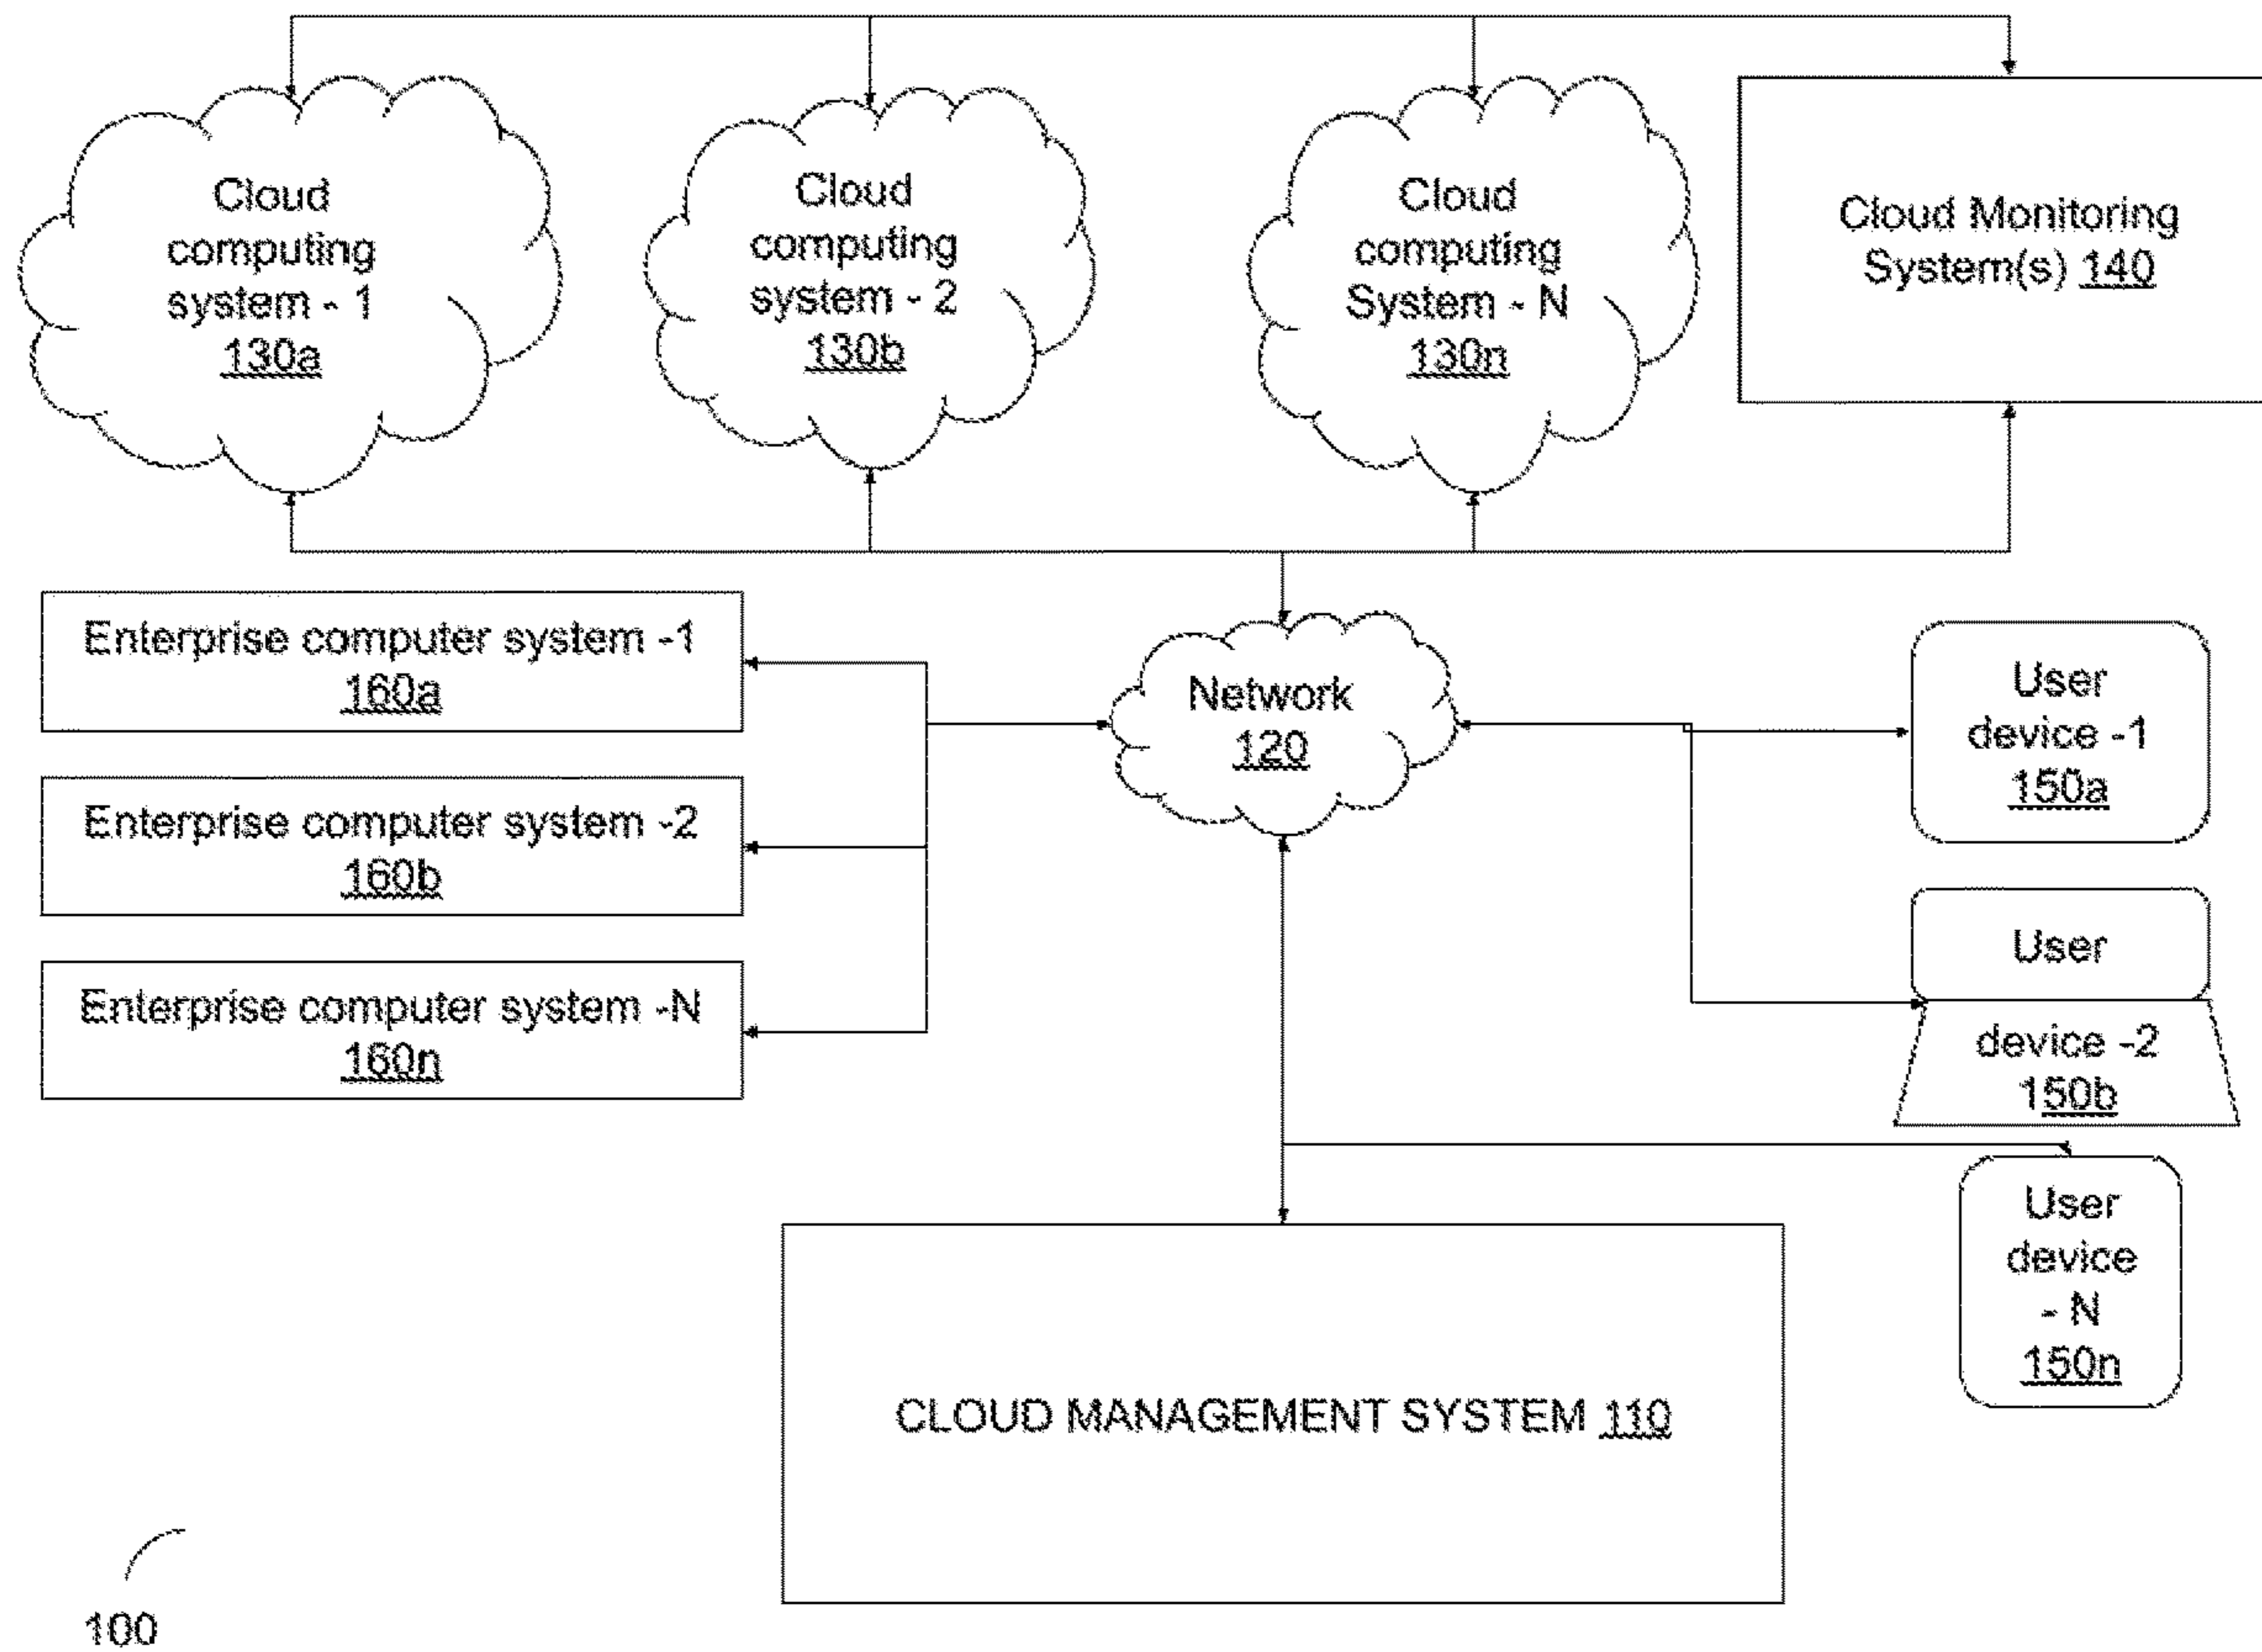 Cloud
computing
system - 1
130a
Cloud
computing
system - 2
130b
Cloud
computing
System - N
130n
Cloud Monitoring
System(s) 140
Enterprise computer system -1
160a
Enterprise computer system -2
160b
Enterprise computer system -N
160n
Network
120
User
device -1
150a
User
device -2
150b
User
device
- N
150n
CLOUD MANAGEMENT SYSTEM 110
100